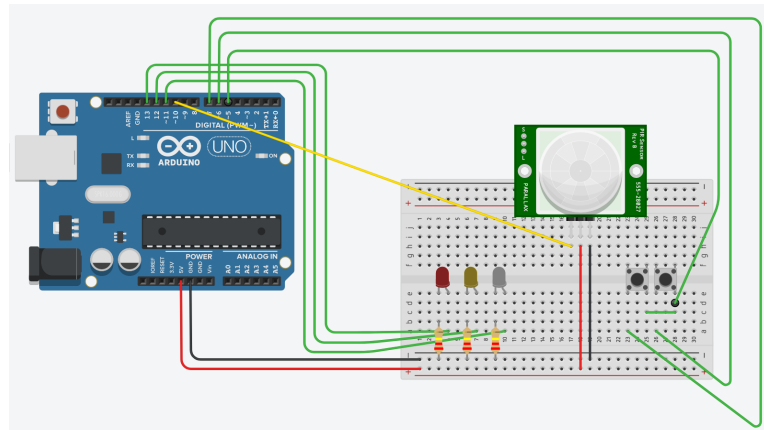 AREF
GND
13
12
~11
~10
~9
8
7
6
~5
4
~3
2
TX→1
RX←0
DIGITAL (PWM~)
L
TX
RX
ARDUINO
UNO
ON
POWER
ANALOG IN
IOREF
RESET
3.3V
5V
GND
GND
Vin
A0
A1
A2
A3
A4
A5
PIR Sensor
Rev B
PARALLAX
555-28027